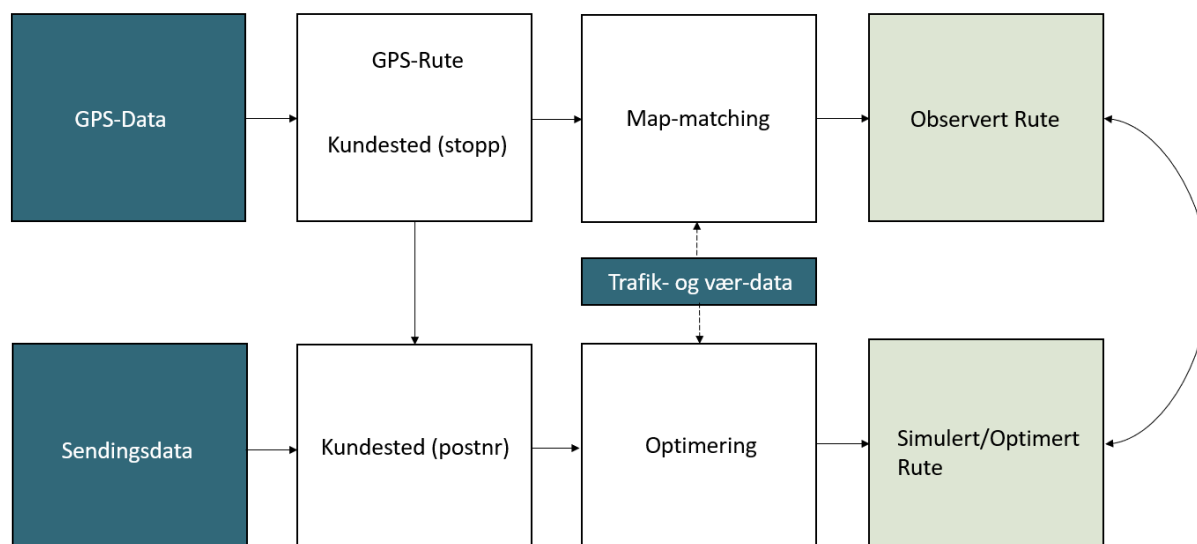 GPS-Data
GPS-Rute
Kundested (stopp)
Map-matching
Observert Rute
Trafik- og vær-data
Sendingsdata
Kundested (postnr)
Optimering
Simulert/Optimert
Rute